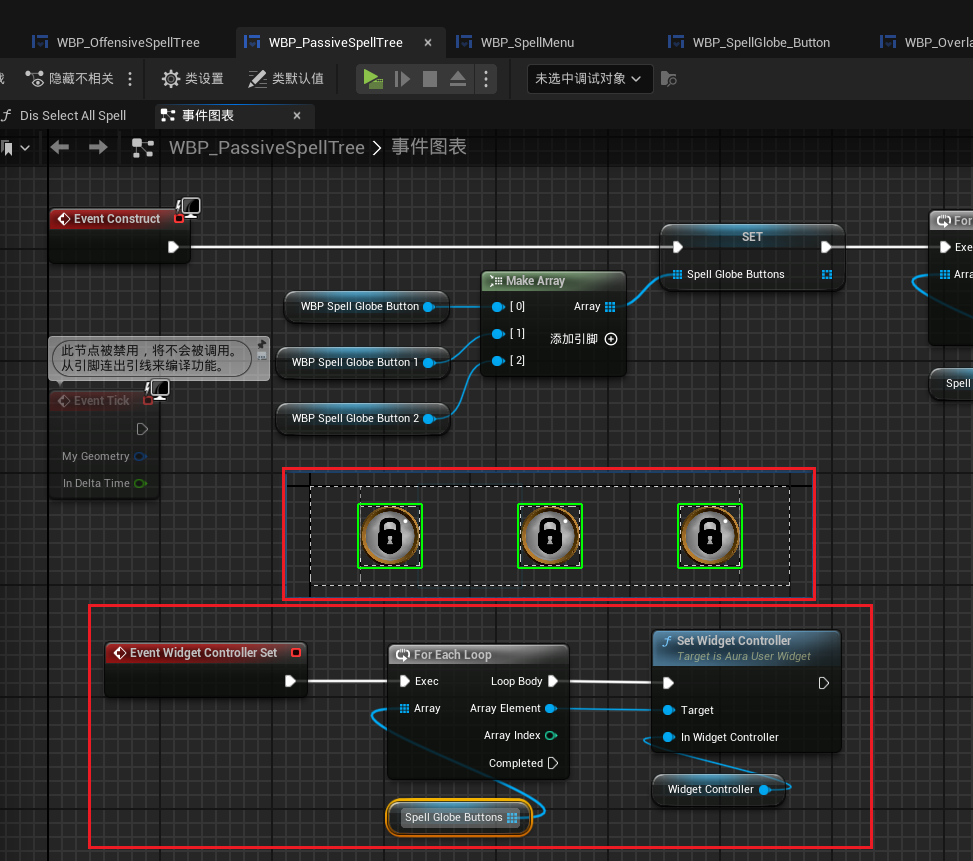 WBP_OffensiveSpellTree
WBP_PassiveSpellTree
WBP_SpellMenu
WBP_SpellGlobe_Button
WBP_Overla
隐藏不相关
类设置
类默认值
未选中调试对象
Dis Select All Spell
事件图表
WBP_PassiveSpellTree
事件图表
Event Construct
SET
For
Exe
Spell Globe Buttons
Arra
Make Array
WBP Spell Globe Button
[ 0]
Array
[ 1]
添加引脚
WBP Spell Globe Button 1
[ 2]
WBP Spell Globe Button 2
Spell
此节点被禁用，将不会被调用。
从引脚连出引线来编译功能。
Event Tick
My Geometry
In Delta Time
Event Widget Controller Set
For Each Loop
Exec
Loop Body
Array
Array Element
Array Index
Completed
Spell Globe Buttons
Set Widget Controller
Target is Aura User Widget
Target
In Widget Controller
Widget Controller